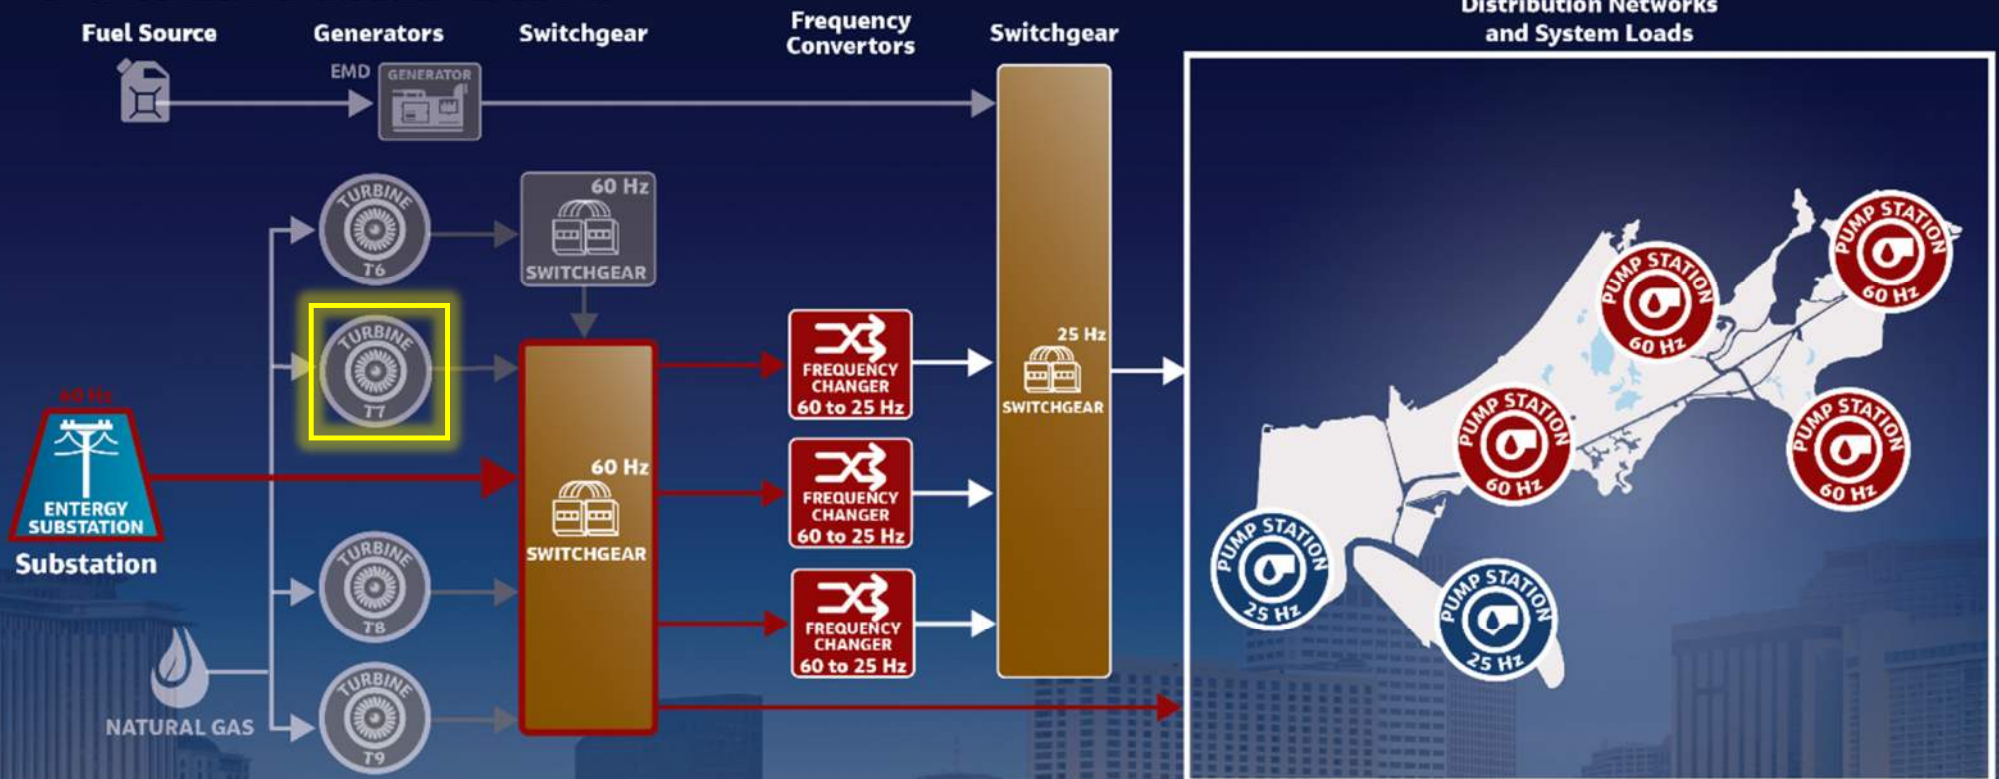 Fuel Source
Generators
Switchgear
Frequency
Convertors
Switchgear
Distribution Networks
and System Loads
EMD
GENERATOR
TURBINE
T6
60 Hz
SWITCHGEAR
TURBINE
T7
60 Hz
ENTERGY
SUBSTATION
Substation
60 Hz
SWITCHGEAR
TURBINE
T8
NATURAL GAS
TURBINE
T9
FREQUENCY
CHANGER
60 to 25 Hz
FREQUENCY
CHANGER
60 to 25 Hz
FREQUENCY
CHANGER
60 to 25 Hz
25 Hz
SWITCHGEAR
PUMP STATION
60 Hz
PUMP STATION
60 Hz
PUMP STATION
60 Hz
PUMP STATION
60 Hz
PUMP STATION
25 Hz
PUMP STATION
25 Hz